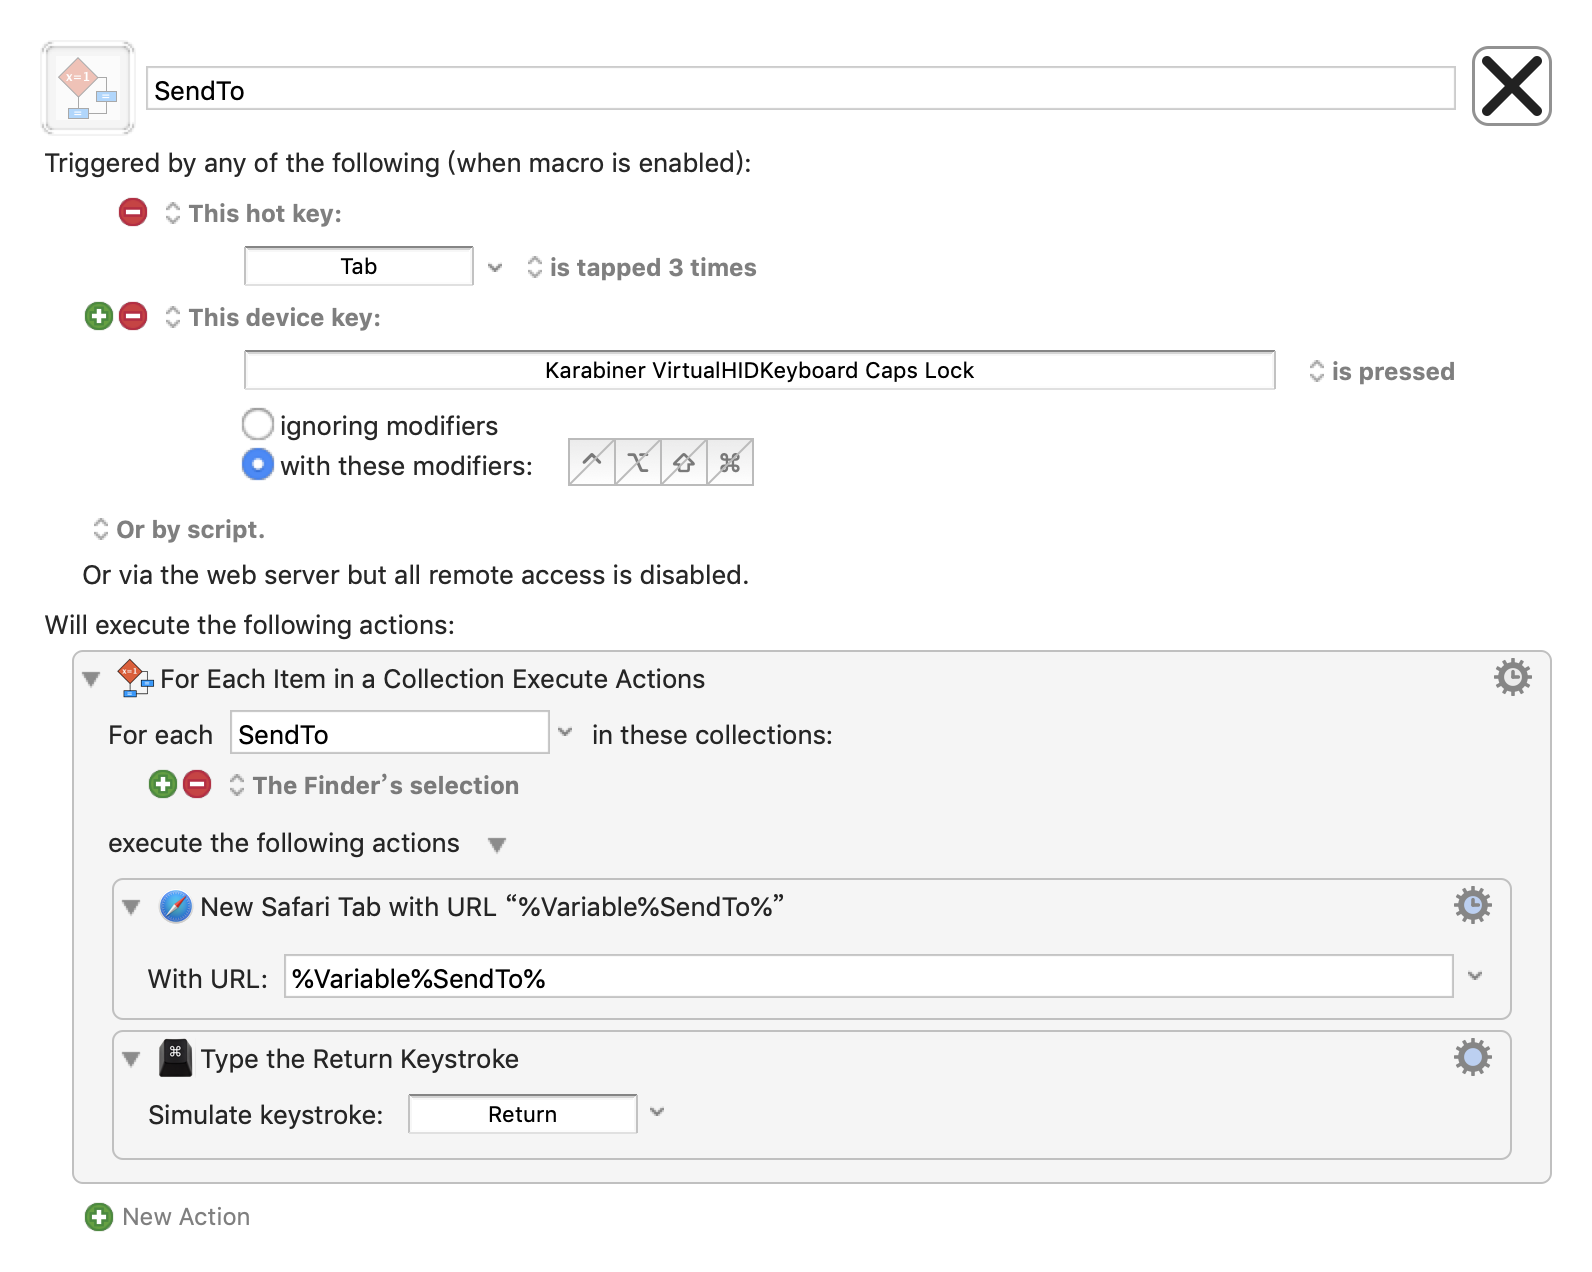 x=1
SendTo
Triggered by any of the following (when macro is enabled):
This hot key:
Tab is tapped 3 times
This device key:
Karabiner VirtualHIDKeyboard Caps Lock is pressed
ignoring modifiers
with these modifiers: ^ ⌥ ⇧ ⌘
Or by script.
Or via the web server but all remote access is disabled.
Will execute the following actions:
x=1 For Each Item in a Collection Execute Actions
For each SendTo in these collections:
The Finder’s selection
execute the following actions
New Safari Tab with URL “%Variable%SendTo%”
With URL: %Variable%SendTo%
⌘ Type the Return Keystroke
Simulate keystroke: Return
New Action